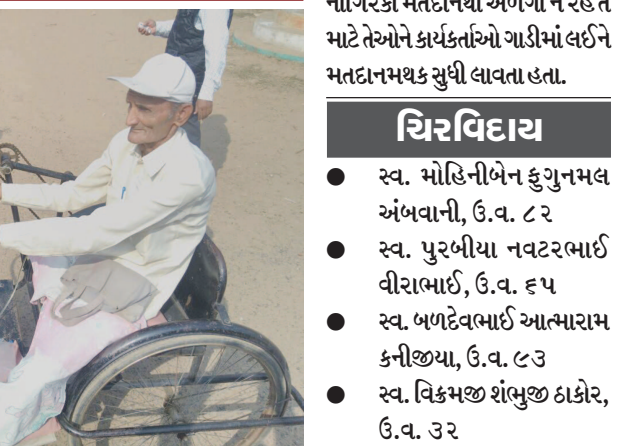 માટે તેઓને કાર્યકર્તાઓ ગાડીમાં લઈને
મતદાનમથક સુધી લાવતા હતા.
ચિરવિદાય
● સ્વ. મોહિનીબેન ફુગુનમલ
અંબવાની, ઉ.વ. ૮૨
● સ્વ. પુરબીયા નવટરભાઈ
વીરાભાઈ, ઉ.વ. ૬૫
● સ્વ. બળદેવભાઈ આત્મારામ
કનીજીયા, ઉ.વ. ૯૩
● સ્વ. વિક્રમજી શંભુજી ઠાકોર,
ઉ.વ. ૩૨